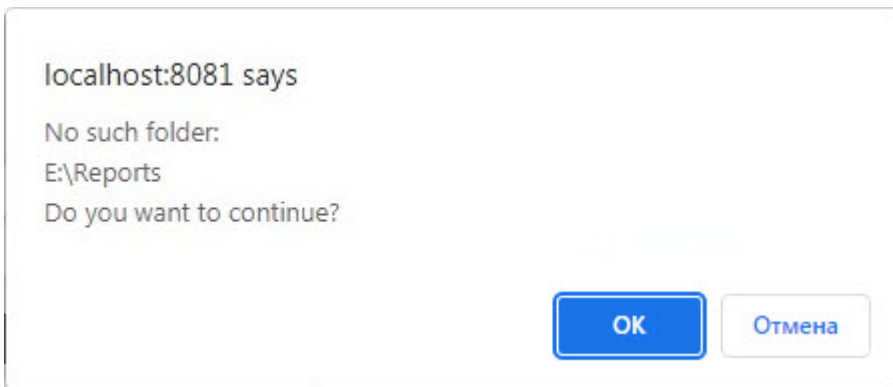 localhost:8081 says
No such folder:
E:\Reports
Do you want to continue?
OK
Отмена